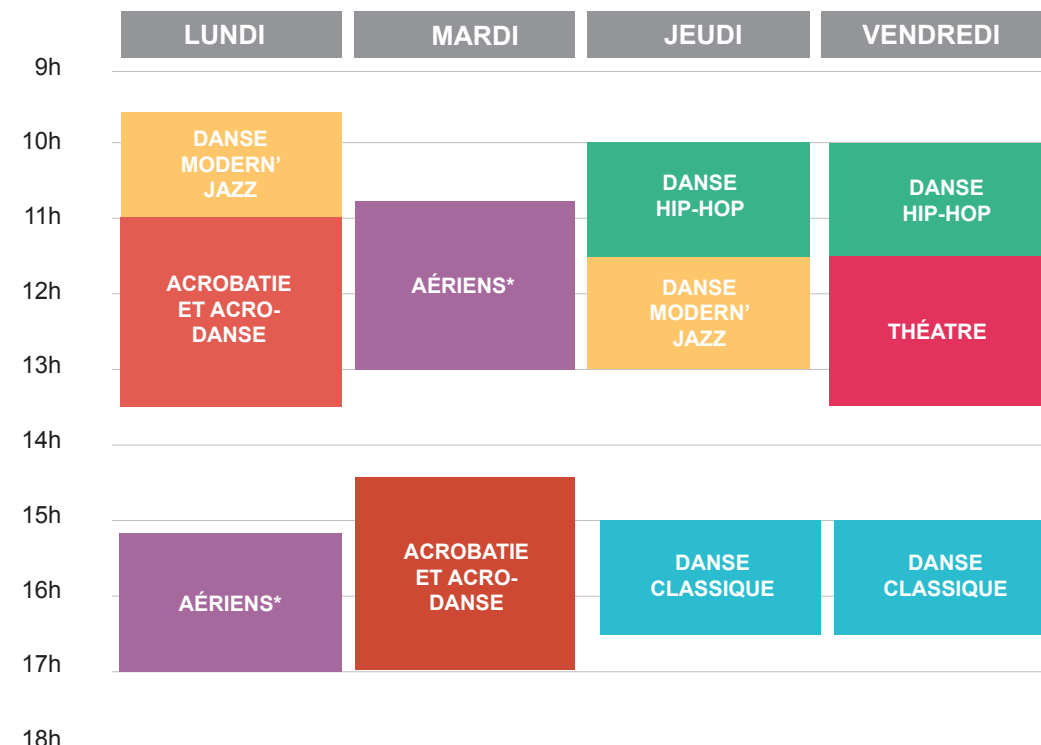 LUNDI
MARDI
JEUDI
VENDREDI
9h
10h
11h
12h
13h
14h
15h
16h
17h
18h
DANSE
MODERN'
JAZZ
ACROBATIE
ET ACRO-
DANSE
AÉRIENS*
AÉRIENS*
ACROBATIE
ET ACRO-
DANSE
DANSE
HIP-HOP
DANSE
MODERN'
JAZZ
DANSE
CLASSIQUE
DANSE
HIP-HOP
THÉATRE
DANSE
CLASSIQUE